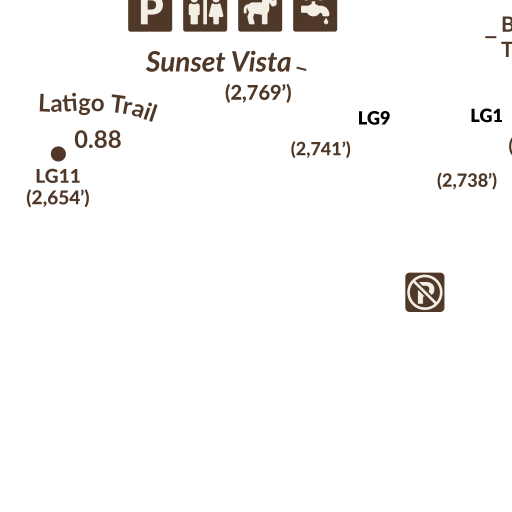 P
Sunset Vista
(2,769’)
Latigo Trail
0.88
LG11
(2,654’)
LG9
(2,741’)
LG1
(2,738’)
P